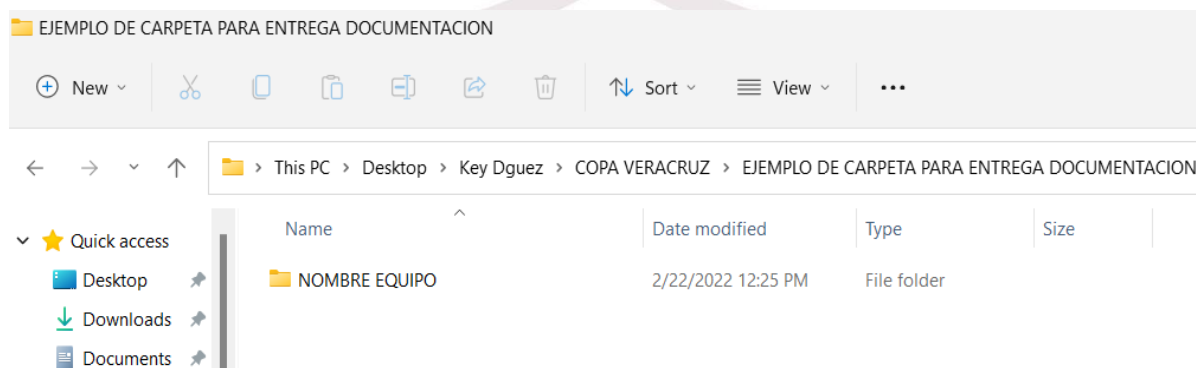 EJEMPLO DE CARPETA PARA ENTREGA DOCUMENTACION
New Sort View ...
This PC > Desktop > Key Dguez > COPA VERACRUZ > EJEMPLO DE CARPETA PARA ENTREGA DOCUMENTACION
Quick access
Desktop
Downloads
Documents
Name Date modified Type Size
NOMBRE EQUIPO 2/22/2022 12:25 PM File folder